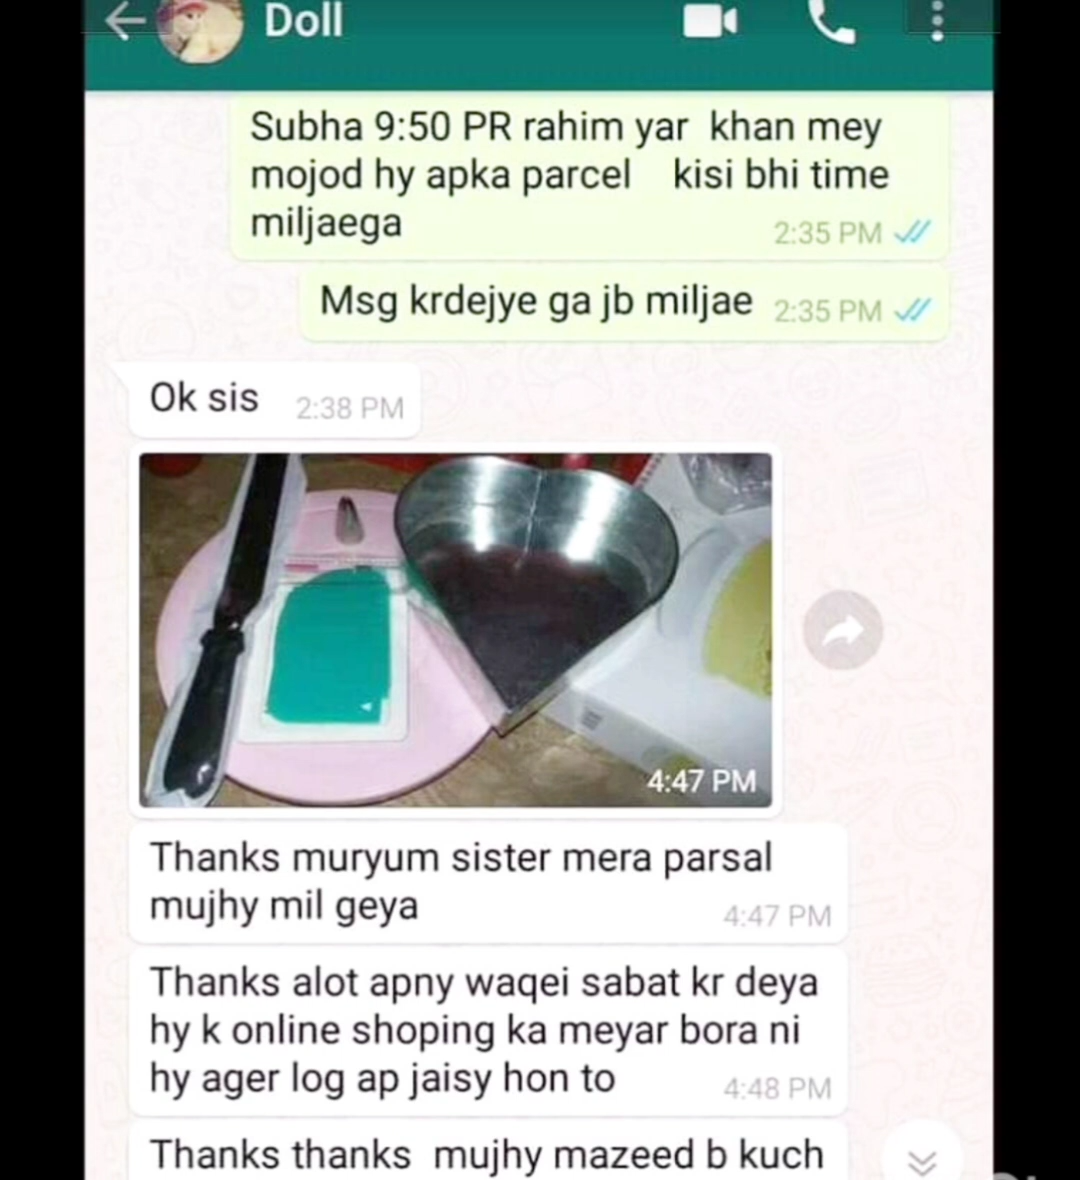 Doll
Subha 9:50 PR rahim yar khan mey
mojod hy apka parcel kisi bhi time
miljaega 2:35 PM
Msg krdejye ga jb miljae 2:35 PM
Ok sis 2:38 PM
4:47 PM
Thanks muryum sister mera parsal
mujhy mil geya 4:47 PM
Thanks alot apny waqei sabat kr deya
hy k online shoping ka meyar bora ni
hy ager log ap jaisy hon to 4:48 PM
Thanks thanks mujhy mazeed b kuch